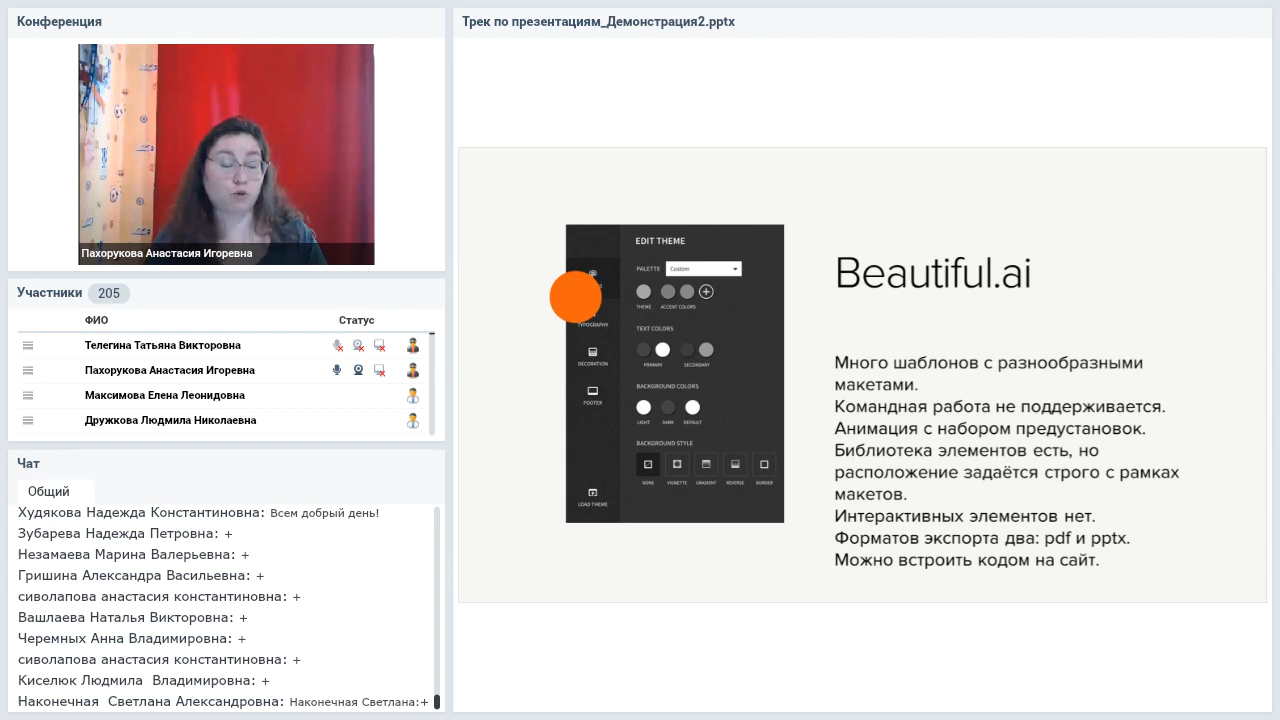 Конференция
Пахорукова Анастасия Игоревна
Участники 205
ФИО Статус
Телегина Татьяна Викторовна
Пахорукова Анастасия Игоревна
Максимова Елена Леонидовна
Дружкова Людмила Николаевна
Чат
Общий
Худякова Надежда Константиновна: Всем добрый день!
Зубарева Надежда Петровна: +
Незамаева Марина Валерьевна: +
Гришина Александра Васильевна: +
сиволапова анастасия константиновна: +
Вашлаева Наталья Викторовна: +
Черемных Анна Владимировна: +
сиволапова анастасия константиновна: +
Киселюк Людмила Владимировна: +
Наконечная Светлана Александровна: Наконечная Светлана:+
Трек по презентациям_Демонстрация2.pptx
EDIT THEME
PALETTE Custom
THEME ACCENT COLORS
TYPOGRAPHY
TEXT COLORS
DECORATION
PRIMARY SECONDARY
BACKGROUND COLORS
FOOTER
LIGHT DARK DEFAULT
BACKGROUND STYLE
NONE VIGNETTE GRADIENT REVERSE BORDER
LOAD THEME
Beautiful.ai
Много шаблонов с разнообразными
макетами.
Командная работа не поддерживается.
Анимация с набором предустановок.
Библиотека элементов есть, но
расположение задаётся строго с рамках
макетов.
Интерактивных элементов нет.
Форматов экспорта два: pdf и pptx.
Можно встроить кодом на сайт.